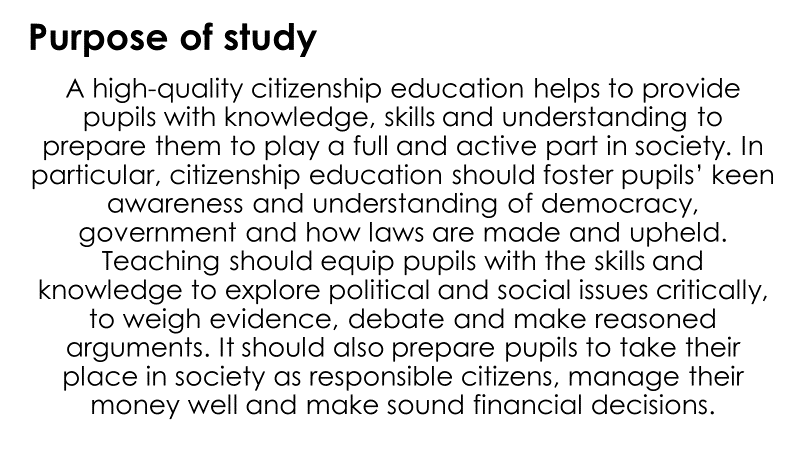 Purpose of study
A high-quality citizenship education helps to provide
pupils with knowledge, skills and understanding to
prepare them to play a full and active part in society. In
particular, citizenship education should foster pupils’ keen
awareness and understanding of democracy,
government and how laws are made and upheld.
Teaching should equip pupils with the skills and
knowledge to explore political and social issues critically,
to weigh evidence, debate and make reasoned
arguments. It should also prepare pupils to take their
place in society as responsible citizens, manage their
money well and make sound financial decisions.